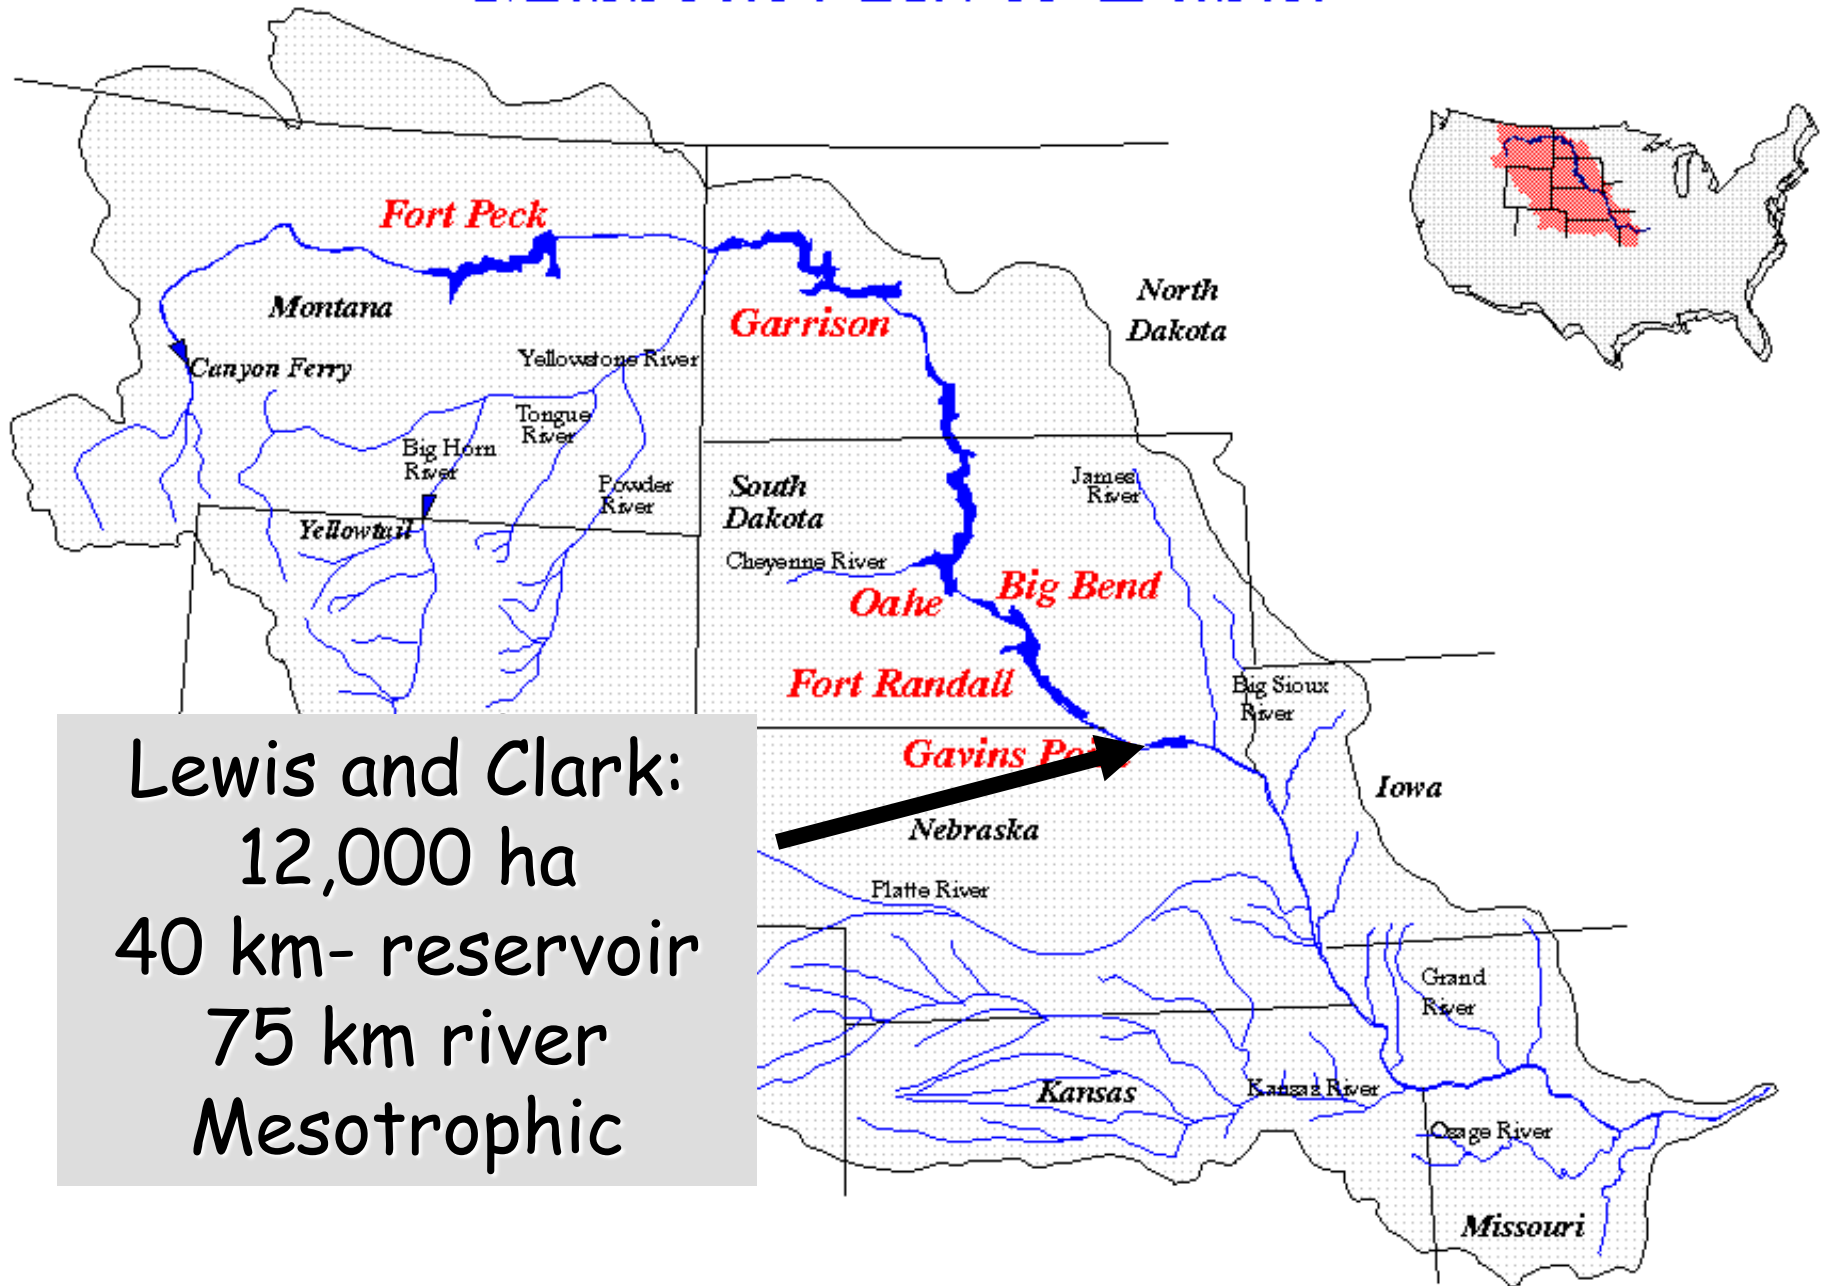 Fort Peck
Montana
Garrison
North
Dakota
Canyon Ferry
Yellowstone River
Tongue
River
Big Horn
River
Powder
River
Yellowtail
South
Dakota
James
River
Cheyenne River
Oahe
Big Bend
Fort Randall
Big Sioux
River
Gavins
Iowa
Nebraska
Platte River
Grand
River
Kansas
Kansas River
Osage River
Missouri
Lewis and Clark:
12,000 ha
40 km- reservoir
75 km river
Mesotrophic